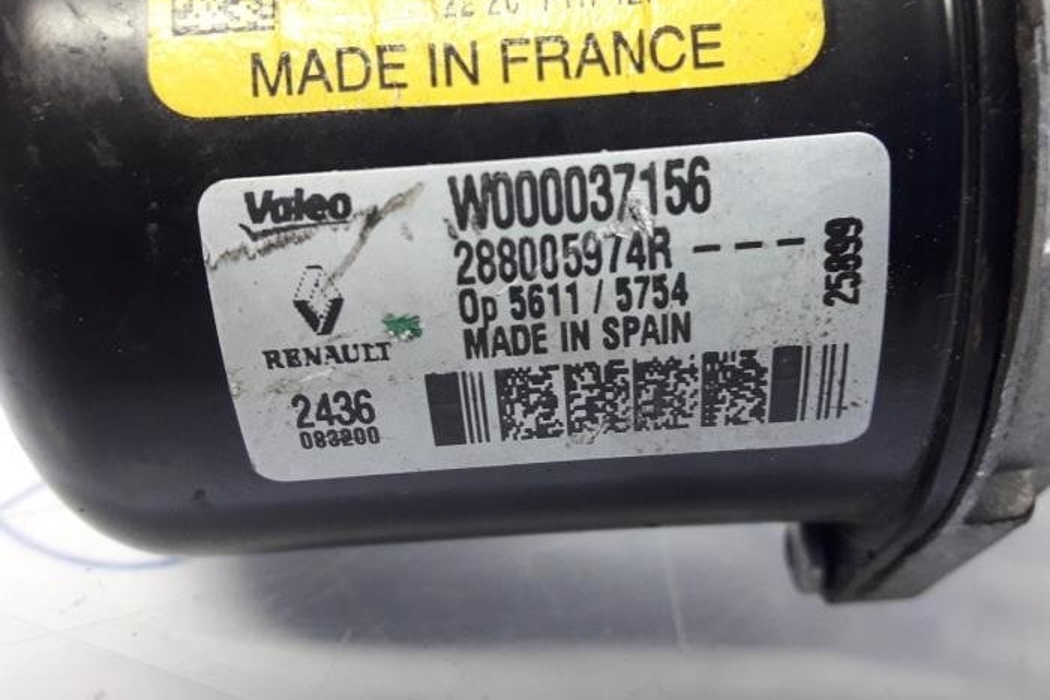 MADE IN FRANCE
Valeo
W000037156
288005974R - - -
Op 5611 / 5754
MADE IN SPAIN
25899
RENAULT
2436
083200